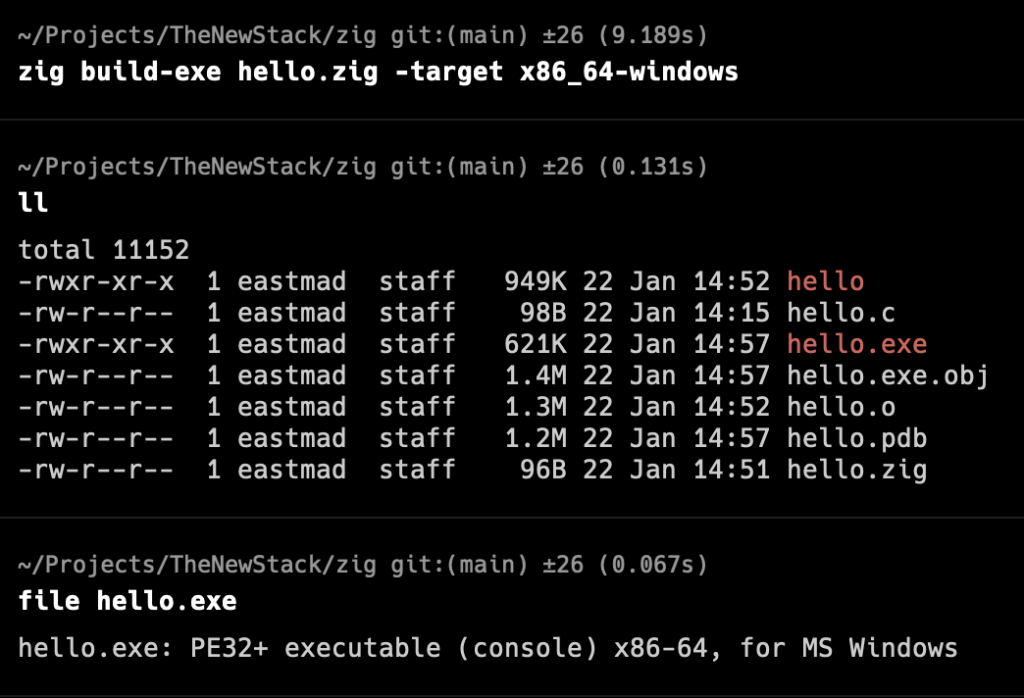 ~/Projects/TheNewStack/zig git:(main) ±26 (9.189s)
zig build-exe hello.zig -target x86_64-windows
~/Projects/TheNewStack/zig git:(main) ±26 (0.131s)
ll
total 11152
-rwxr-xr-x  1 eastmad  staff   949K 22 Jan 14:52 hello
-rw-r--r--  1 eastmad  staff    98B 22 Jan 14:15 hello.c
-rwxr-xr-x  1 eastmad  staff   621K 22 Jan 14:57 hello.exe
-rw-r--r--  1 eastmad  staff   1.4M 22 Jan 14:57 hello.exe.obj
-rw-r--r--  1 eastmad  staff   1.3M 22 Jan 14:52 hello.o
-rw-r--r--  1 eastmad  staff   1.2M 22 Jan 14:57 hello.pdb
-rw-r--r--  1 eastmad  staff    96B 22 Jan 14:51 hello.zig
~/Projects/TheNewStack/zig git:(main) ±26 (0.067s)
file hello.exe
hello.exe: PE32+ executable (console) x86-64, for MS Windows